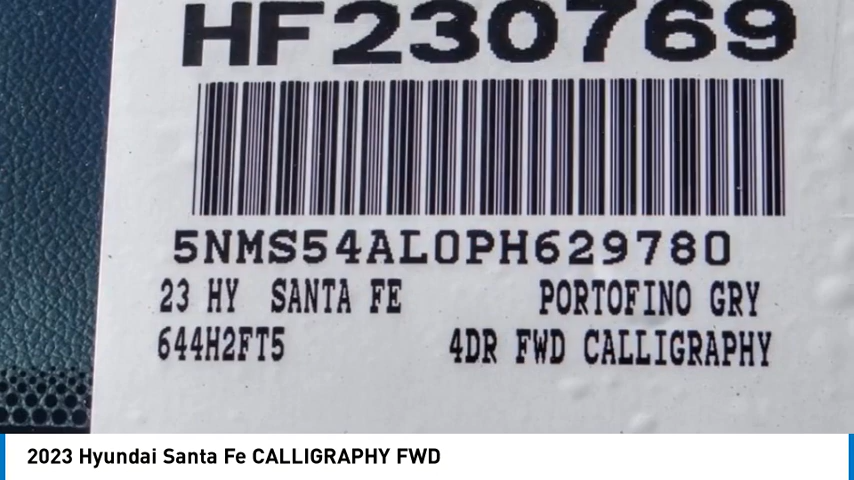 HF230769
5NMS54AL0PH629780
23 HY SANTA FE PORTOFINO GRY
644H2FT5 4DR FWD CALLIGRAPHY
2023 Hyundai Santa Fe CALLIGRAPHY FWD